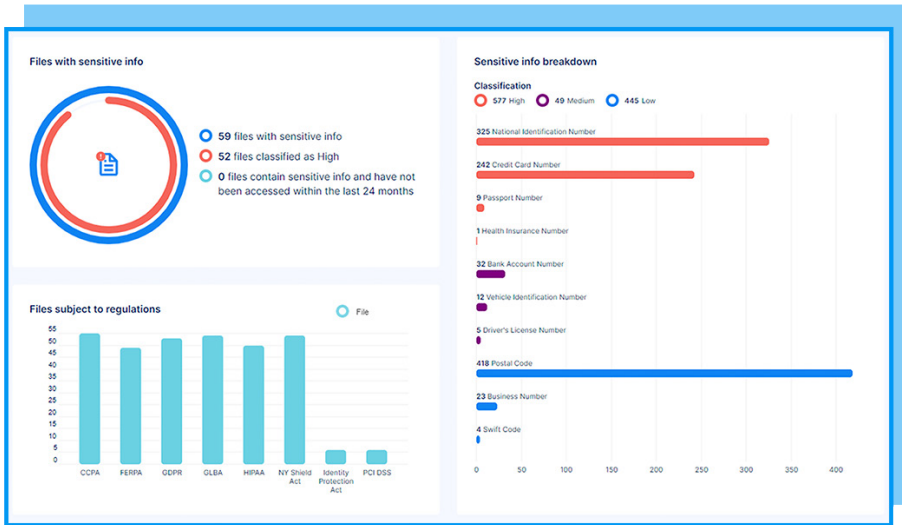 Files with sensitive info
59 files with sensitive info
52 files classified as High
0 files contain sensitive info and have not
been accessed within the last 24 months
Files subject to regulations
File
55
50
45
40
35
30
25
20
15
10
5
0
CCPA FERPA GDPR GLBA HIPAA NY Shield Identity PCI DSS
Act Protection
Act
Sensitive info breakdown
Classification
577 High 49 Medium 445 Low
325 National Identification Number
242 Credit Card Number
9 Passport Number
1 Health Insurance Number
32 Bank Account Number
12 Vehicle Identification Number
5 Driver's License Number
418 Postal Code
23 Business Number
4 Swift Code
0 50 100 150 200 250 300 350 400